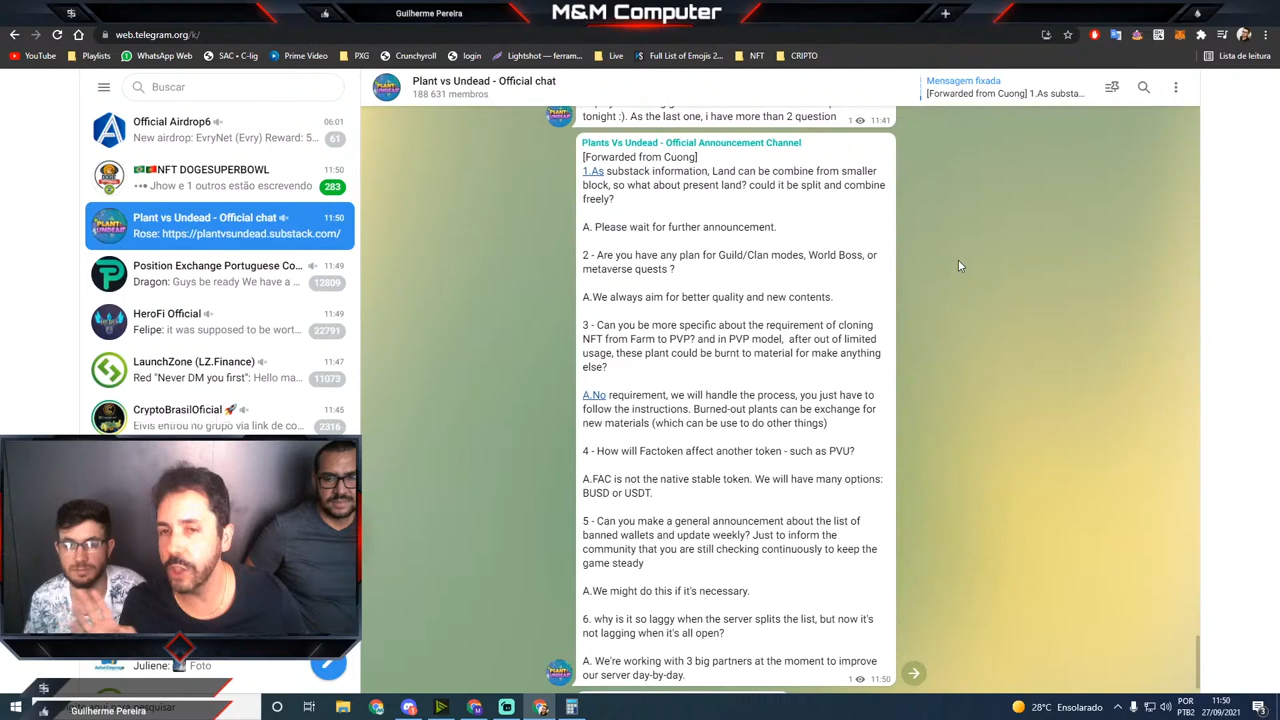 Guilherme Pereira
M&M Computer
web.telegram.org/k/
YouTube
Playlists
WhatsApp Web
SAC • C-lig
Prime Video
PXG
Crunchyroll
login
Lightshot — ferram...
Live
Full List of Emojis 2...
NFT
CRIPTO
Lista de leitura
Buscar
Official Airdrop6
06:01
New airdrop: EvryNet (Evry) Reward: 5...
61
NFT DOGESUPERBOWL
11:50
Jhow e 1 outros estão escrevendo
283
Plant vs Undead - Official chat
11:50
Rose: https://plantvsundead.substack.com/
Position Exchange Portuguese Co...
11:49
Dragon: Guys be ready We have a ...
12809
HeroFi Official
11:49
Felipe: it was supposed to be wort...
22791
LaunchZone (LZ.Finance)
11:47
Red "Never DM you first": Hello ma...
11073
CryptoBrasilOficial 🚀
11:45
Elvis entrou no grupo via link de co...
2316
Juliene: Foto
Plant vs Undead - Official chat
188 631 membros
Mensagem fixada
[Forwarded from Cuong] 1.As substa...
tonight :). As the last one, i have more than 2 question
1 11:41
Plants Vs Undead - Official Announcement Channel
[Forwarded from Cuong]
1.As substack information, Land can be combine from smaller
block, so what about present land? could it be split and combine
freely?
A. Please wait for further announcement.
2 - Are you have any plan for Guild/Clan modes, World Boss, or
metaverse quests ?
A.We always aim for better quality and new contents.
3 - Can you be more specific about the requirement of cloning
NFT from Farm to PVP? and in PVP model, after out of limited
usage, these plant could be burnt to material for make anything
else?
A.No requirement, we will handle the process, you just have to
follow the instructions. Burned-out plants can be exchange for
new materials (which can be use to do other things)
4 - How will Factoken affect another token - such as PVU?
A.FAC is not the native stable token. We will have many options:
BUSD or USDT.
5 - Can you make a general announcement about the list of
banned wallets and update weekly? Just to inform the
community that you are still checking continuously to keep the
game steady
A.We might do this if it's necessary.
6. why is it so laggy when the server splits the list, but now it's
not lagging when it's all open?
A. We're working with 3 big partners at the moment to improve
our server day-by-day.
1 11:50
Guilherme Pereira
aqui para pesquisar
28°C Ensolarado
POR
PTB2
11:50
27/09/2021